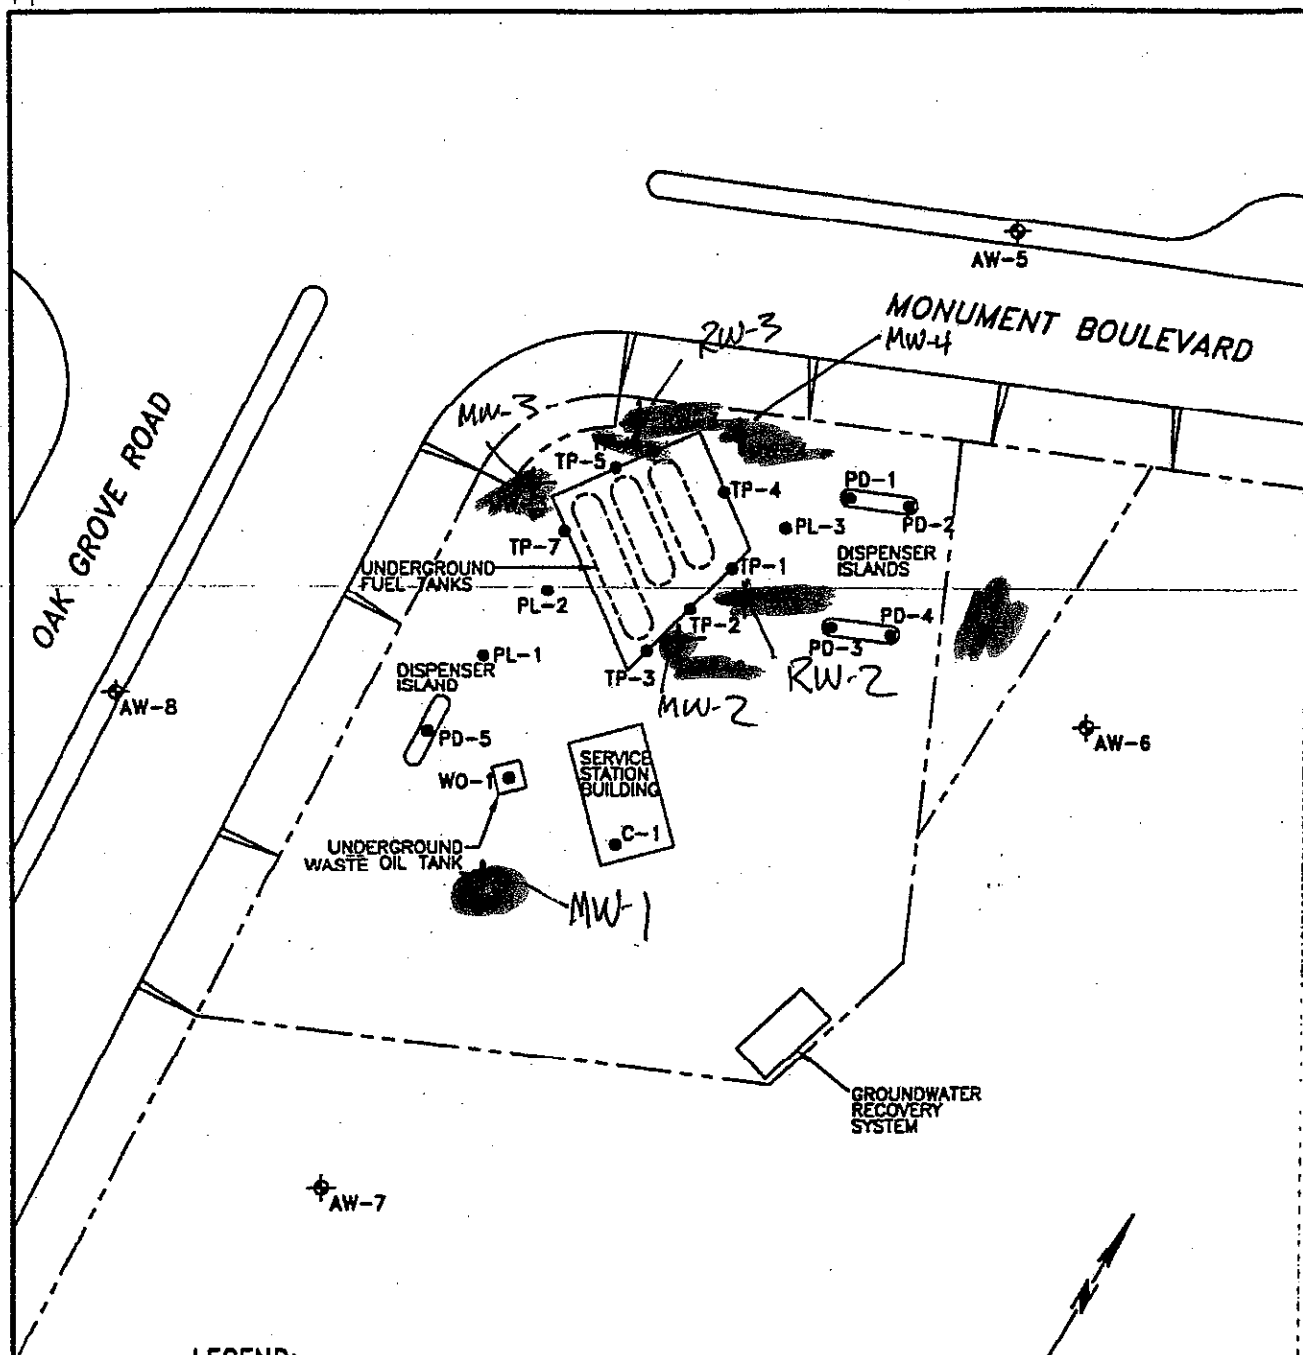 AW-5
MONUMENT BOULEVARD
RW-3
MW-4
OAK GROVE ROAD
MW-3
TP-5
TP-4
PD-1
PL-3
PD-2
TP-7
DISPENSER
ISLANDS
UNDERGROUND
FUEL TANKS
TP-1
PL-2
TP-2
PD-4
PD-3
PL-1
TP-3
RW-2
DISPENSER
ISLAND
MW-2
AW-8
PD-5
AW-6
SERVICE
STATION
BUILDING
WO-1
C-1
UNDERGROUND
WASTE OIL TANK
MW-1
GROUNDWATER
RECOVERY
SYSTEM
AW-7
N
LEGEND: